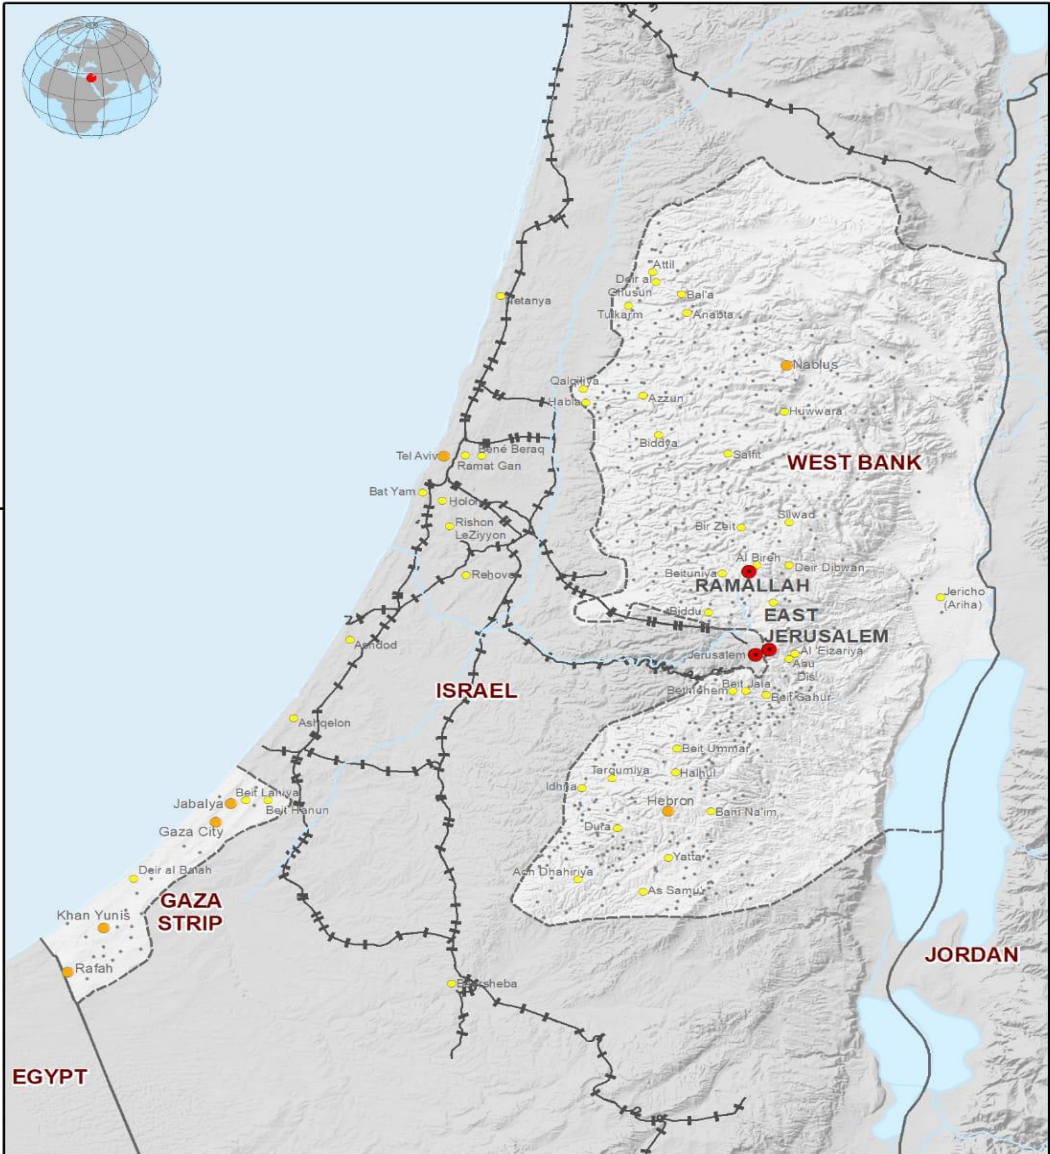 Attil
Deir al
Ghusun
Bal'a
Tulkarm
Anabta
Netanya
Nablus
Qalqiliya
Habla
Azzun
Huwwara
Biddya
Salfit
WEST BANK
Tel Aviv
Bené Beraq
Ramat Gan
Bat Yam
Holon
Rishon
LeZiyyon
Silwad
Bir Zeit
Al Bireh
Deir Dibwan
Beituniya
RAMALLAH
Rehovot
Jericho
(Ariha)
Biddu
EAST
JERUSALEM
Jerusalem
Al 'Eizariya
Abu
Dis
Ashdod
ISRAEL
Beit Jala
Bethlehem
Beit Sahur
Ashqelon
Beit Ummar
Tarqumiya
Halhul
Idhna
Beit Lahiya
Jabalya
Beit Hanun
Hebron
Bani Na'im
Gaza City
Dura
Yatta
Deir al Balah
Adh Dhahiriya
As Samu'
GAZA
STRIP
Khan Yunis
JORDAN
Rafah
Beersheba
EGYPT